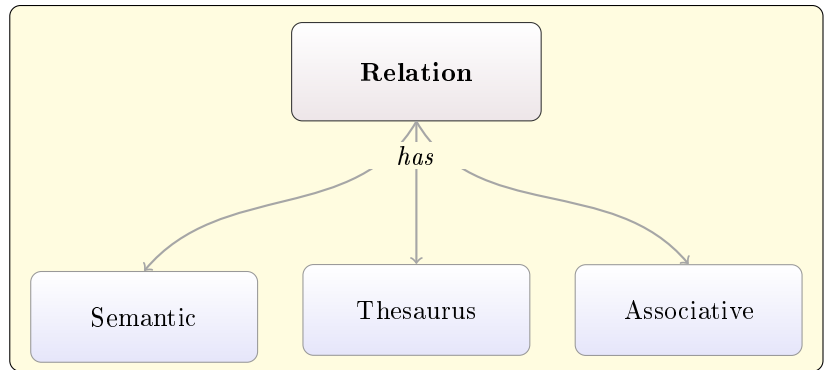 Relation
has
Semantic
Thesaurus
Associative